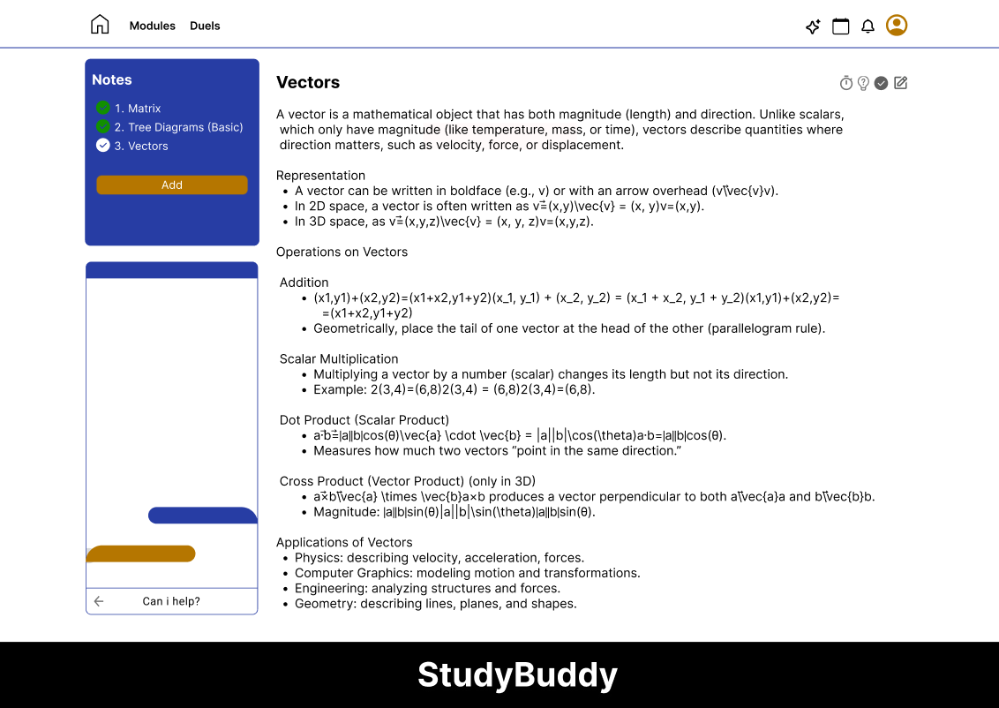 Modules Duels
Notes
1. Matrix
2. Tree Diagrams (Basic)
3. Vectors
Add
Can i help?
Vectors
A vector is a mathematical object that has both magnitude (length) and direction. Unlike scalars,
which only have magnitude (like temperature, mass, or time), vectors describe quantities where
direction matters, such as velocity, force, or displacement.
Representation
• A vector can be written in boldface (e.g., v) or with an arrow overhead (v⃗\vec{v}v).
• In 2D space, a vector is often written as v⃗=(x,y)\vec{v} = (x, y)v=(x,y).
• In 3D space, as v⃗=(x,y,z)\vec{v} = (x, y, z)v=(x,y,z).
Operations on Vectors
Addition
• (x1,y1)+(x2,y2)=(x1+x2,y1+y2)(x_1, y_1) + (x_2, y_2) = (x_1 + x_2, y_1 + y_2)(x1,y1)+(x2,y2)=
=(x1+x2,y1+y2)
• Geometrically, place the tail of one vector at the head of the other (parallelogram rule).
Scalar Multiplication
• Multiplying a vector by a number (scalar) changes its length but not its direction.
• Example: 2(3,4)=(6,8)2(3,4) = (6,8)2(3,4)=(6,8).
Dot Product (Scalar Product)
• a⃗⋅b⃗=∣a∣∣b∣cos(θ)\vec{a} \cdot \vec{b} = |a||b|\cos(\theta)a⋅b=∣a∣∣b∣cos(θ).
• Measures how much two vectors “point in the same direction.”
Cross Product (Vector Product) (only in 3D)
• a⃗×b⃗\vec{a} \times \vec{b}a×b produces a vector perpendicular to both a⃗\vec{a}a and b⃗\vec{b}b.
• Magnitude: ∣a∣∣b∣sin(θ)|a||b|\sin(\theta)∣a∣∣b∣sin(θ).
Applications of Vectors
• Physics: describing velocity, acceleration, forces.
• Computer Graphics: modeling motion and transformations.
• Engineering: analyzing structures and forces.
• Geometry: describing lines, planes, and shapes.
StudyBuddy